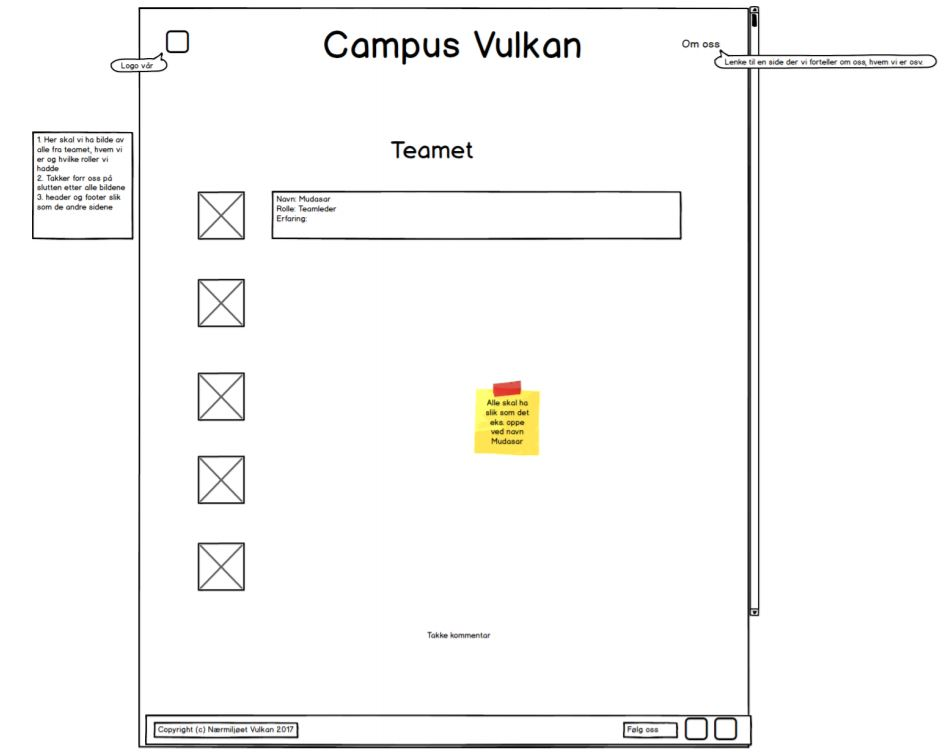 Campus Vulkan
Om oss
Logo vår
Lenke til en side der vi forteller om oss, hvem vi er osv.
1. Her skal vi ha bilde av
alle fra teamet, hvem vi
er og hvilke roller vi
hadde
2. Takker forr oss på
slutten etter alle bildene
3. header og footer slik
som de andre sidene
Teamet
Navn: Mudasar
Rolle: Teamleder
Erfaring:
Alle skal ha
slik som det
eks. oppe
ved navn
Mudasar
Takke kommentar
Copyright (c) Nærmiljøet Vulkan 2017
Følg oss